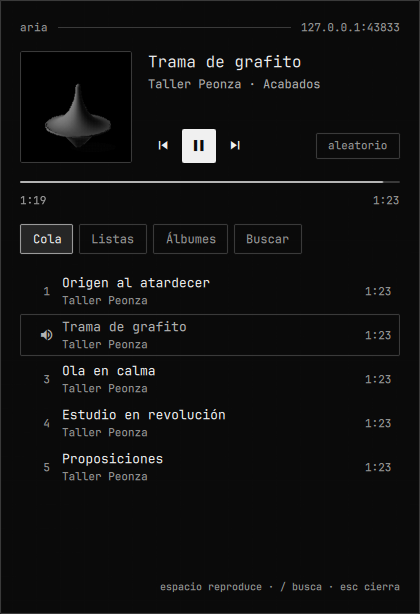 aria 127.0.0.1:43833
Trama de grafito
Taller Peonza · Acabados
aleatorio
1:19 1:23
Cola Listas Álbumes Buscar
1 Origen al atardecer 1:23
Taller Peonza
Trama de grafito 1:23
Taller Peonza
3 Ola en calma 1:23
Taller Peonza
4 Estudio en revolución 1:23
Taller Peonza
5 Proposiciones 1:23
Taller Peonza
espacio reproduce · / busca · esc cierra